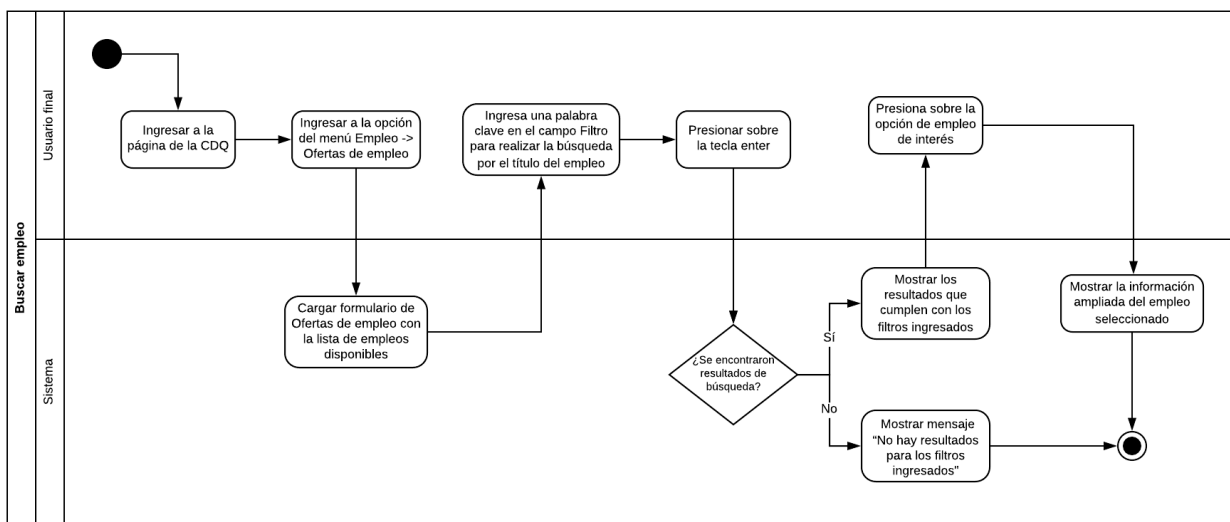 Buscar empleo
Usuario final
Ingresar a la
página de la CDQ
Ingresar a la opción
del menú Empleo ->
Ofertas de empleo
Ingresa una palabra
clave en el campo Filtro
para realizar la búsqueda
por el título del empleo
Presionar sobre
la tecla enter
Presiona sobre la
opción de empleo
de interés
Sistema
Cargar formulario de
Ofertas de empleo con
la lista de empleos
disponibles
¿Se encontraron
resultados de
búsqueda?
Sí
No
Mostrar los
resultados que
cumplen con los
filtros ingresados
Mostrar mensaje
“No hay resultados
para los filtros
ingresados”
Mostrar la información
ampliada del empleo
seleccionado